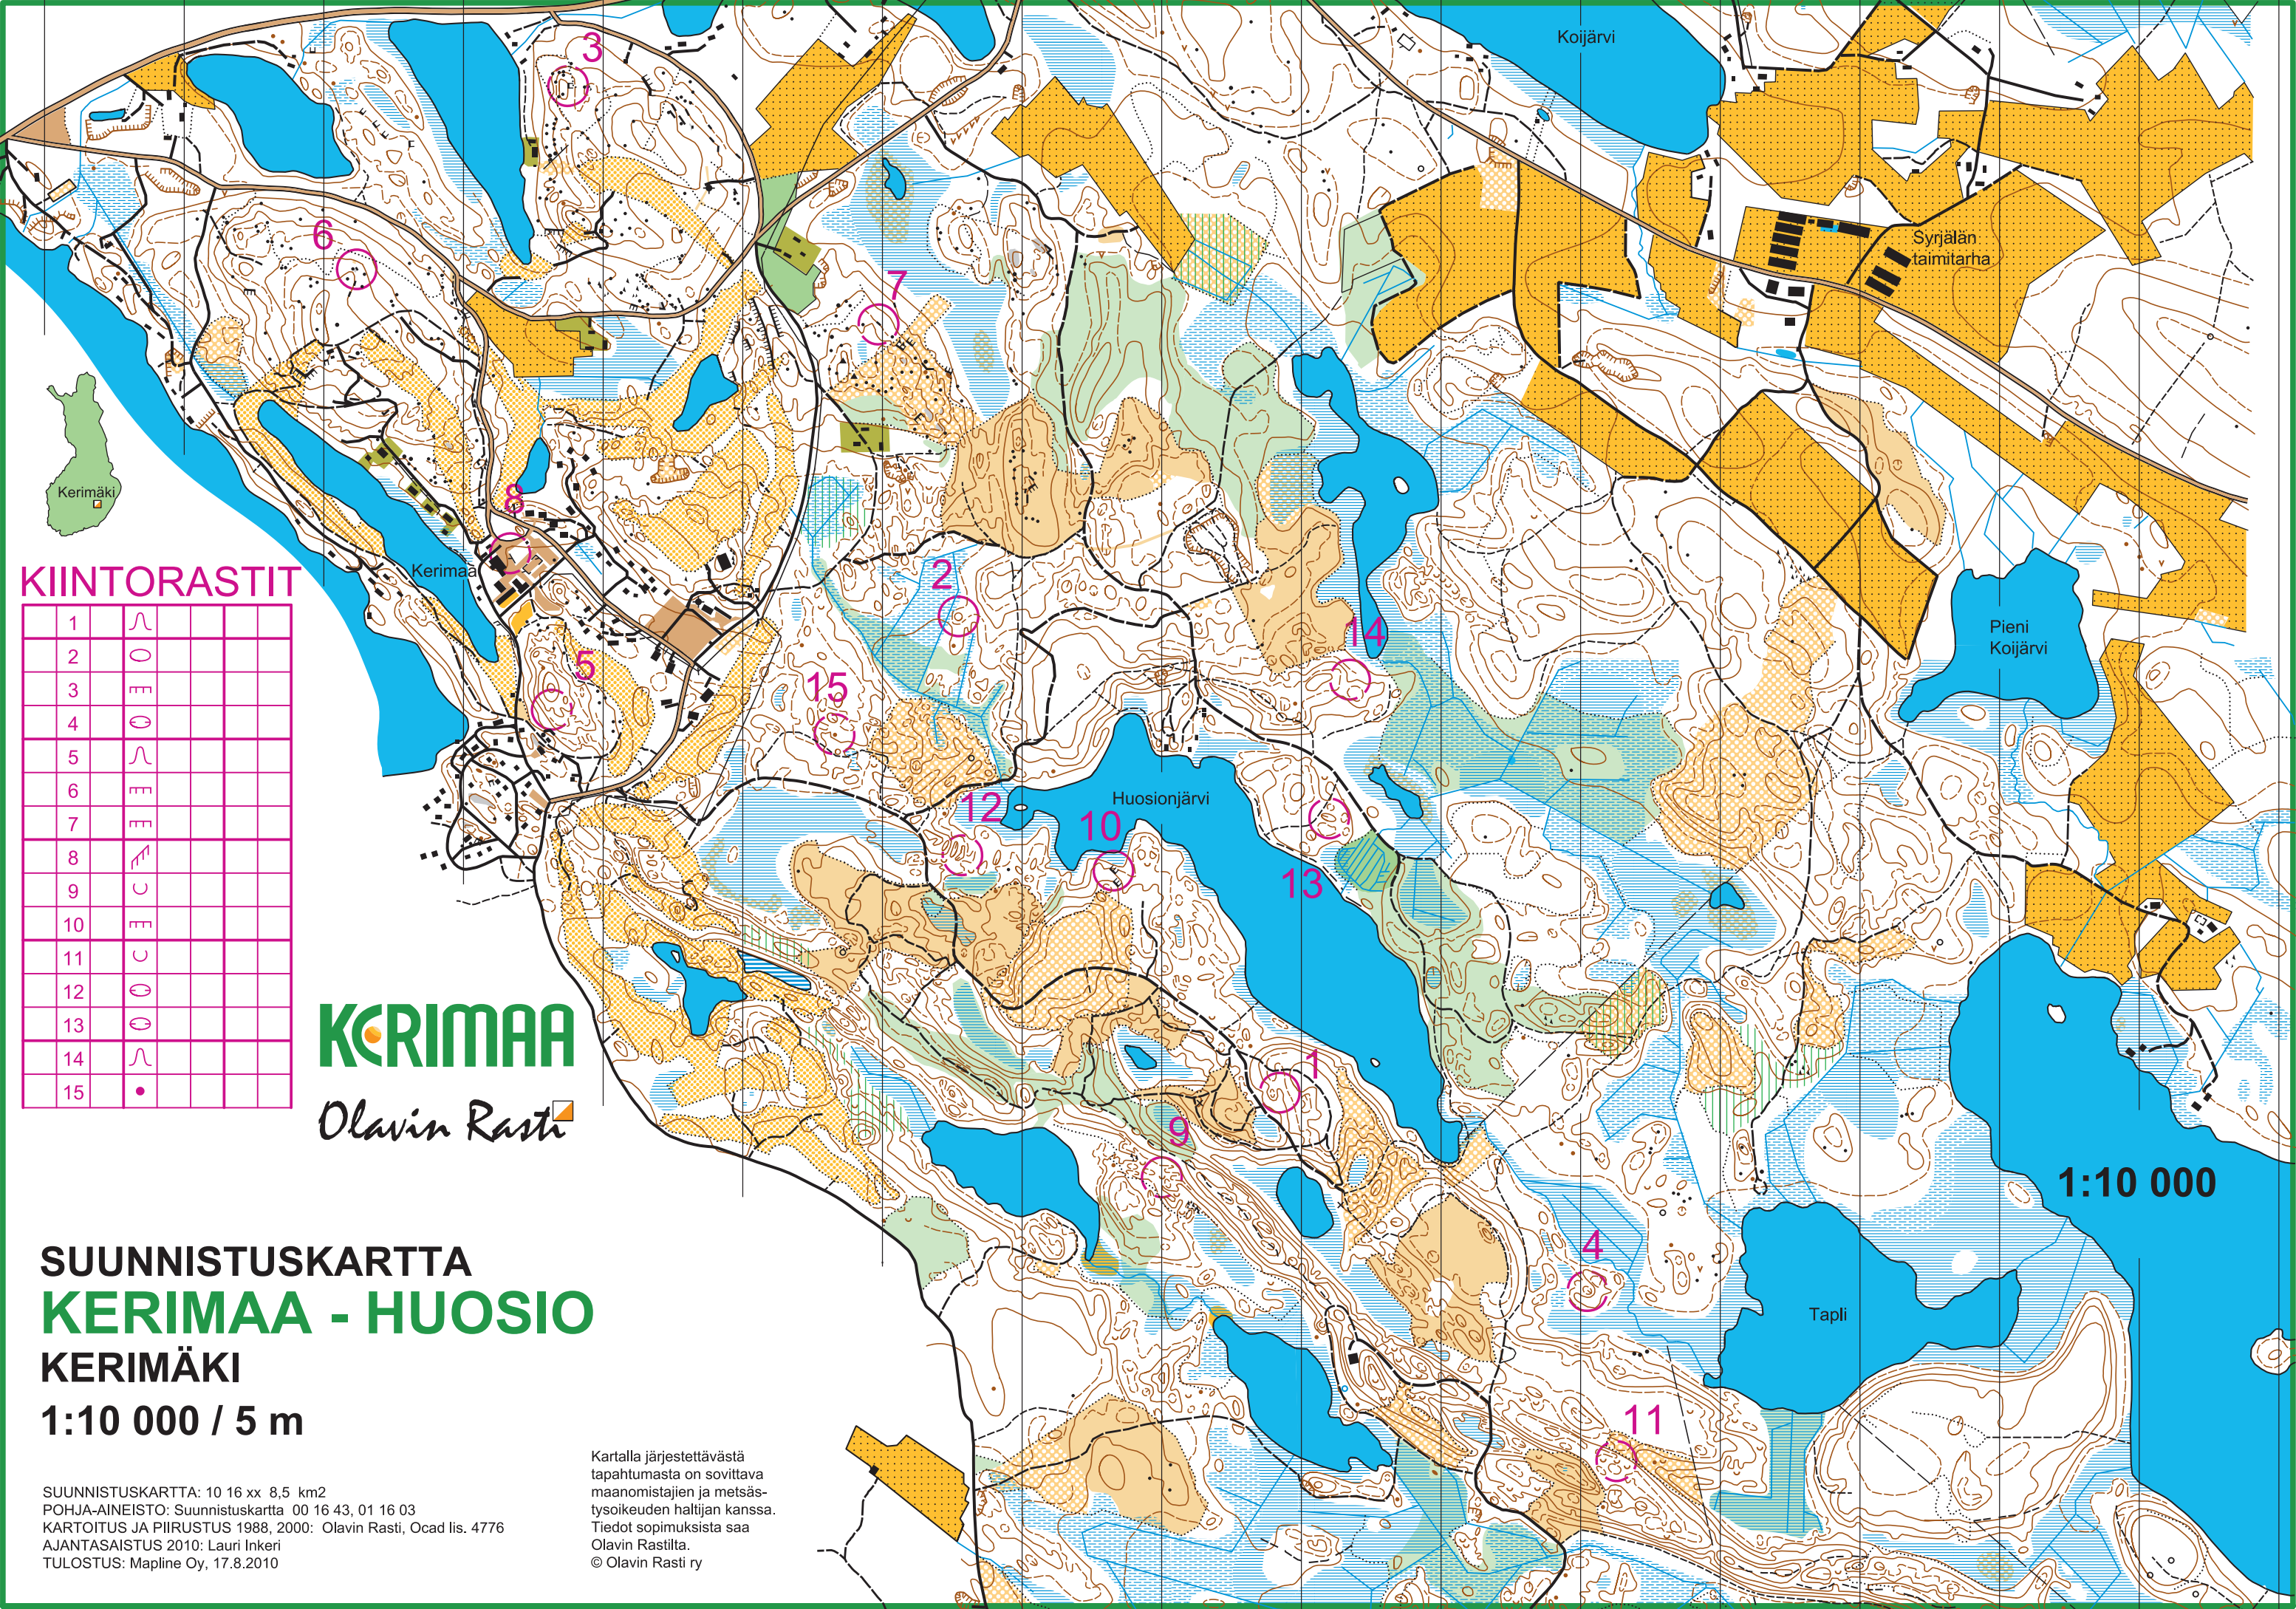 3
Koijärvi
6
Syrjälän
taimitarha
7
Kerimäki
8
Kerimaa
2
KIINTORASTIT
1
2
3
4
5
6
7
8
9
10
11
12
13
14
15
14
Pieni
Koijärvi
5
15
Huosionjärvi
12
10
13
KERIMAA
Olavin Rasti
1
9
1:10 000
4
Tapli
11
SUUNNISTUSKARTTA
KERIMAA - HUOSIO
KERIMÄKI
1:10 000 / 5 m
SUUNNISTUSKARTTA: 10 16 xx 8,5 km2
POHJA-AINEISTO: Suunnistuskartta 00 16 43, 01 16 03
KARTOITUS JA PIIRUSTUS 1988, 2000: Olavin Rasti, Ocad lis. 4776
AJANTASAISTUS 2010: Lauri Inkeri
TULOSTUS: Mapline Oy, 17.8.2010
Kartalla järjestettävästä
tapahtumasta on sovittava
maanomistajien ja metsäs-
tysoikeuden haltijan kanssa.
Tiedot sopimuksista saa
Olavin Rastilta.
© Olavin Rasti ry